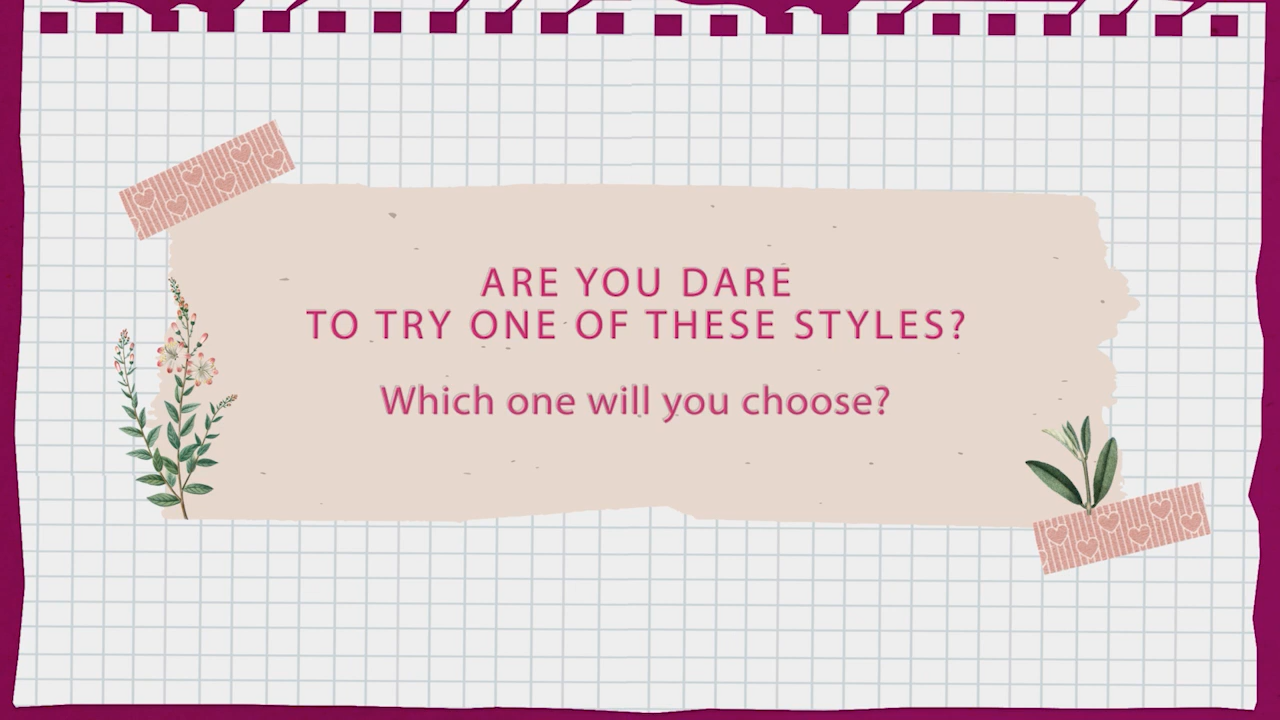 ARE YOU DARE
TO TRY ONE OF THESE STYLES?
Which one will you choose?